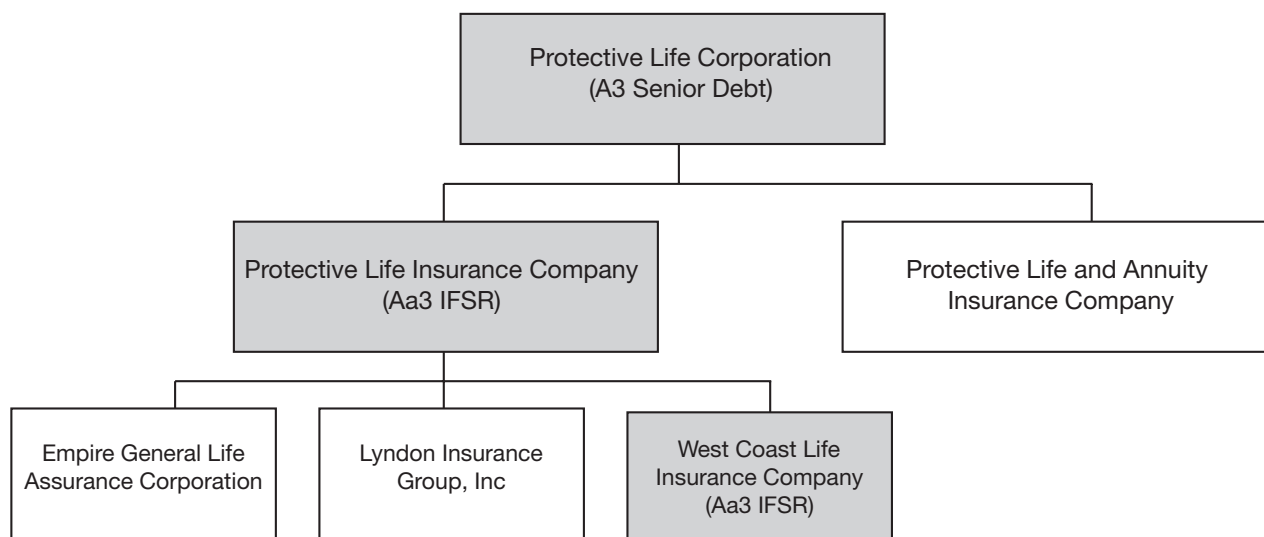 Protective Life Corporation
(A3 Senior Debt)
Protective Life Insurance Company
(Aa3 IFSR)
Protective Life and Annuity
Insurance Company
Empire General Life
Assurance Corporation
Lyndon Insurance
Group, Inc
West Coast Life
Insurance Company
(Aa3 IFSR)